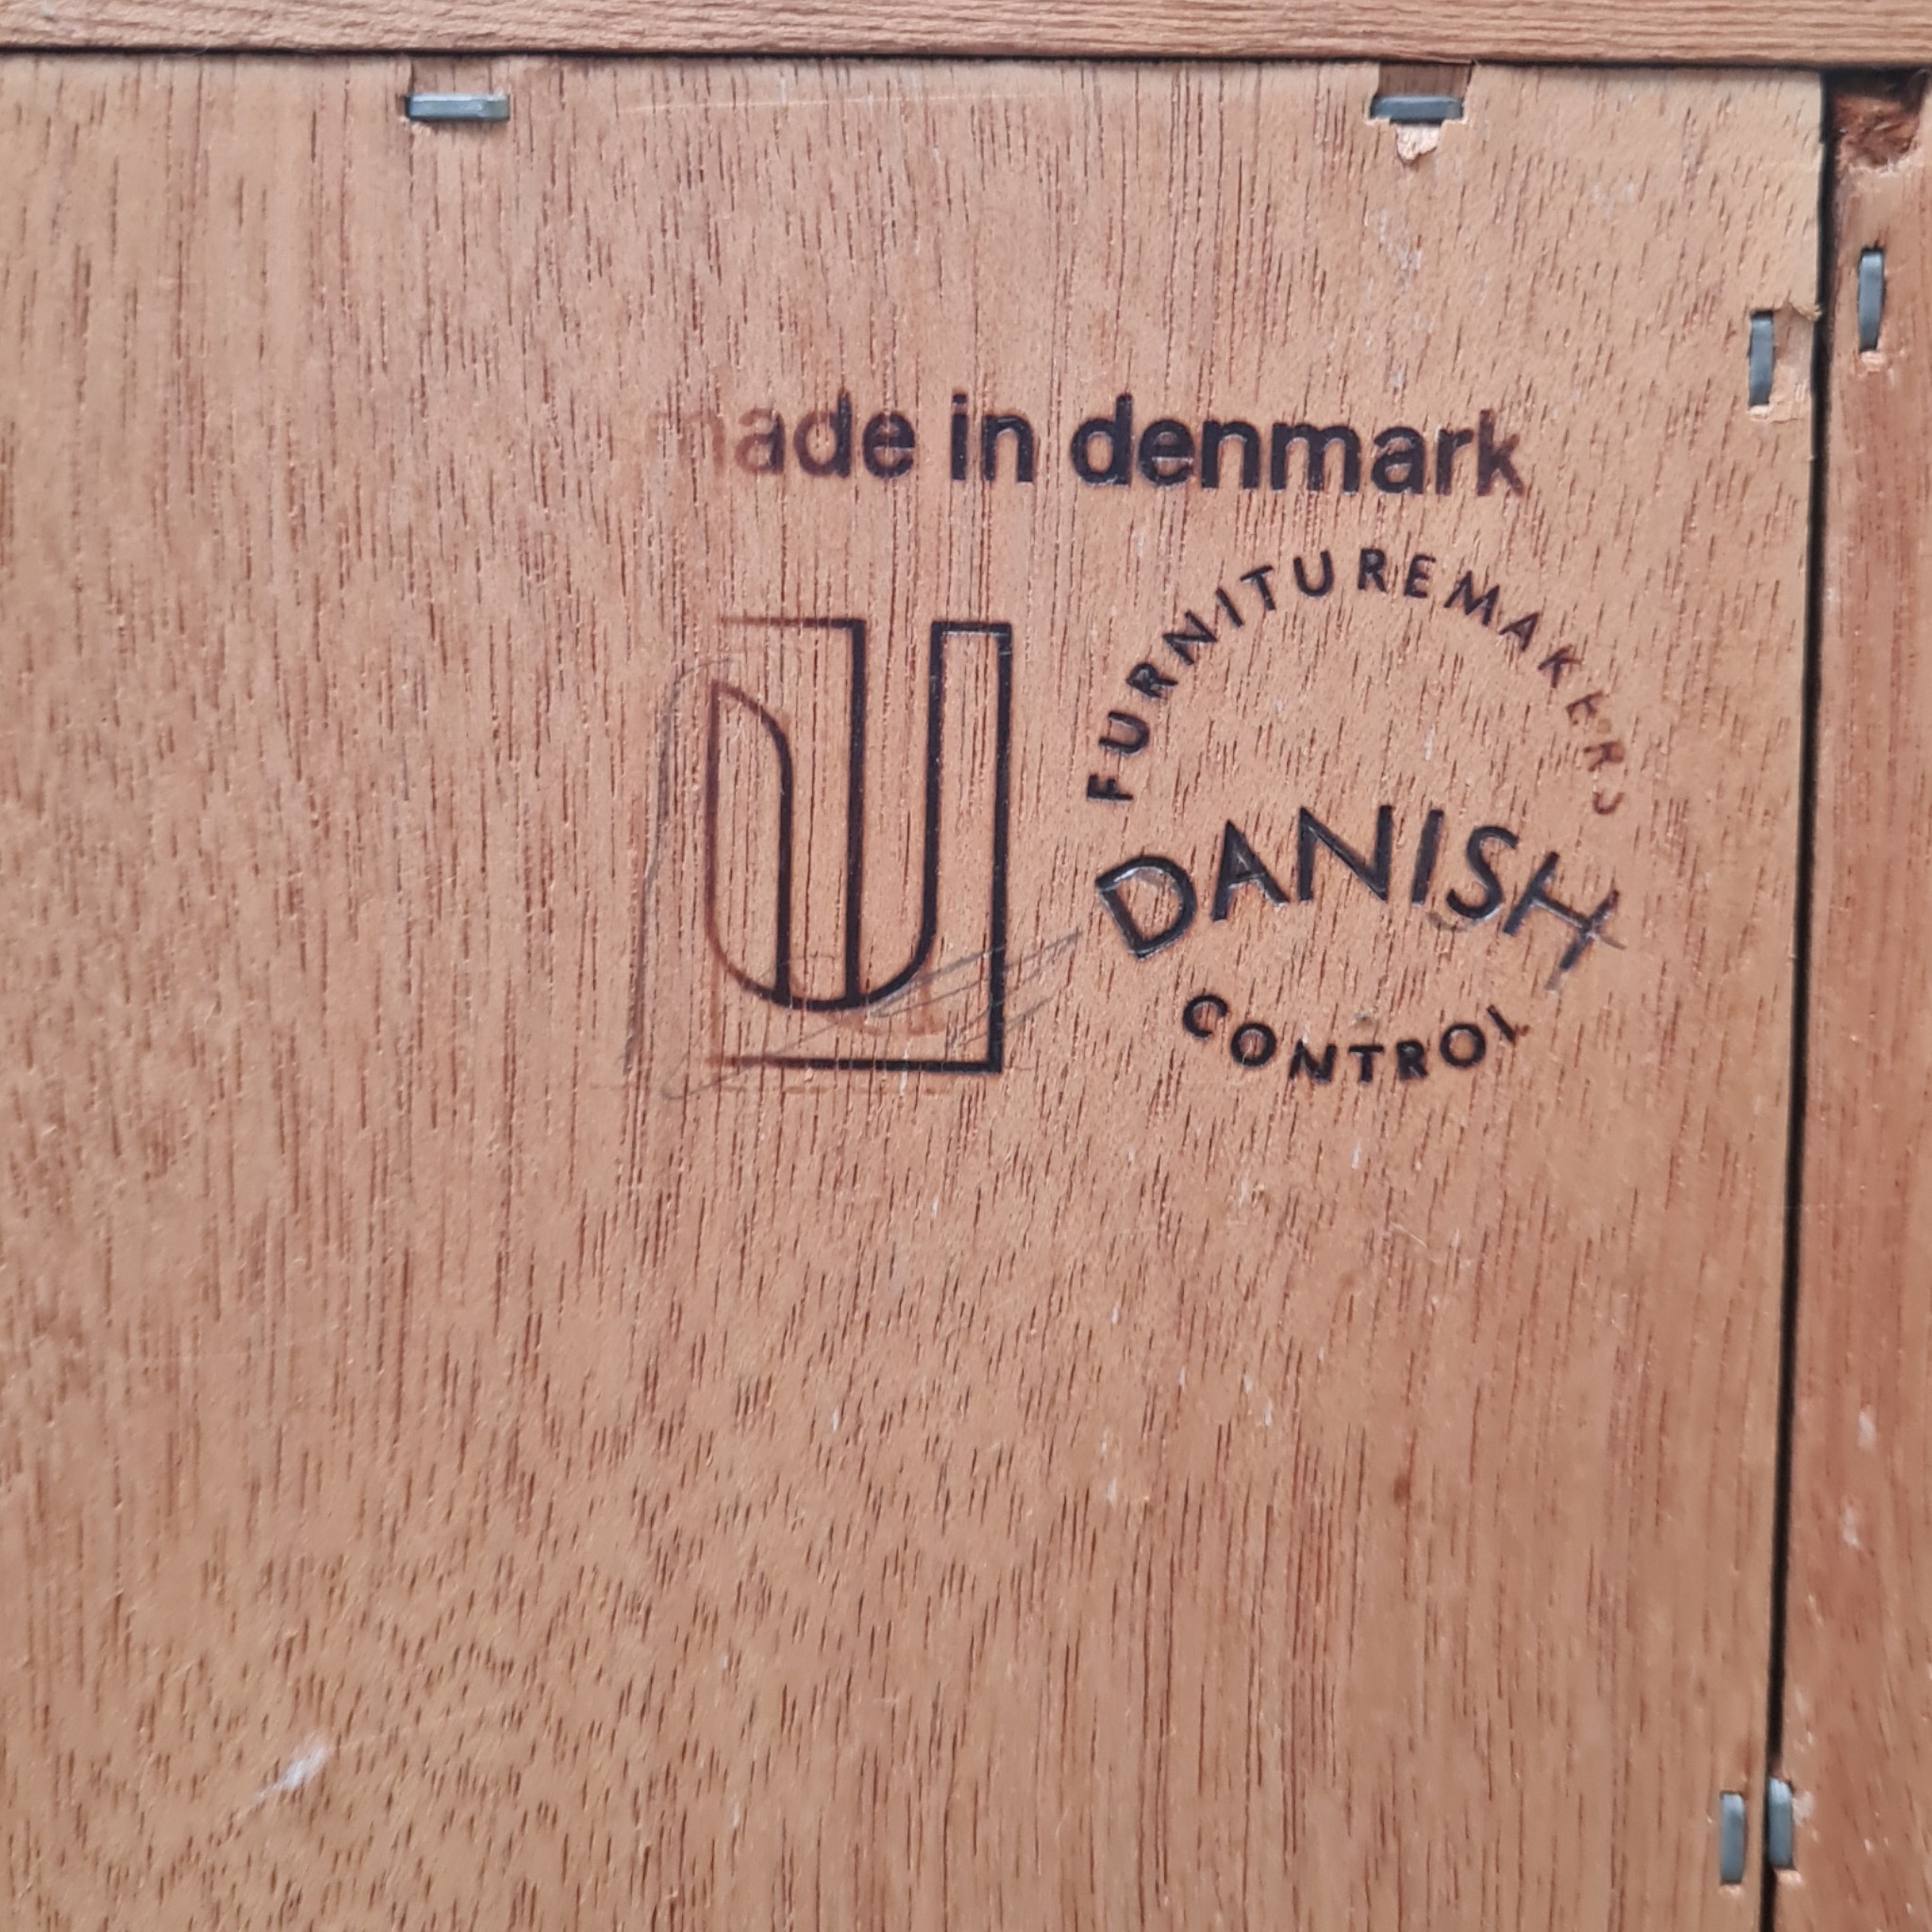 made in denmark
FURNITUREMAKERS
DANISH
CONTROL